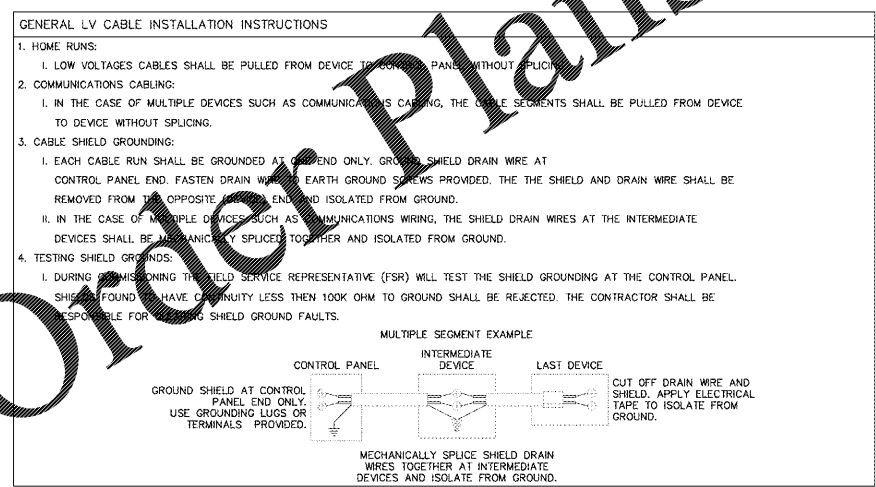 GENERAL LV CABLE INSTALLATION INSTRUCTIONS
1. HOME RUNS:
I. LOW VOLTAGES CABLES SHALL BE PULLED FROM DEVICE TO CONTROL PANEL WITHOUT SPLICING.
2. COMMUNICATIONS CABLING:
I. IN THE CASE OF MULTIPLE DEVICES SUCH AS COMMUNICATIONS CABLING, THE CABLE SEGMENTS SHALL BE PULLED FROM DEVICE
TO DEVICE WITHOUT SPLICING.
3. CABLE SHIELD GROUNDING:
I. EACH CABLE RUN SHALL BE GROUNDED AT ONE END ONLY. GROUND SHIELD DRAIN WIRE AT
CONTROL PANEL END. FASTEN DRAIN WIRE TO EARTH GROUND SCREWS PROVIDED. THE THE SHIELD AND DRAIN WIRE SHALL BE
REMOVED FROM THE OPPOSITE (DEVICE) END AND ISOLATED FROM GROUND.
II. IN THE CASE OF MULTIPLE DEVICES SUCH AS COMMUNICATIONS WIRING, THE SHIELD DRAIN WIRES AT THE INTERMEDIATE
DEVICES SHALL BE MECHANICALLY SPLICED TOGETHER AND ISOLATED FROM GROUND.
4. TESTING SHIELD GROUNDS:
I. DURING COMMISSIONING THE FIELD SERVICE REPRESENTATIVE (FSR) WILL TEST THE SHIELD GROUNDING AT THE CONTROL PANEL.
SHIELDS FOUND TO HAVE CONTINUITY LESS THEN 100K OHM TO GROUND SHALL BE REJECTED. THE CONTRACTOR SHALL BE
RESPONSIBLE FOR CLEARING SHIELD GROUND FAULTS.
MULTIPLE SEGMENT EXAMPLE
CONTROL PANEL
INTERMEDIATE
DEVICE
LAST DEVICE
GROUND SHIELD AT CONTROL
PANEL END ONLY.
USE GROUNDING LUGS OR
TERMINALS PROVIDED.
CUT OFF DRAIN WIRE AND
SHIELD. APPLY ELECTRICAL
TAPE TO ISOLATE FROM
GROUND.
MECHANICALLY SPLICE SHIELD DRAIN
WIRES TOGETHER AT INTERMEDIATE
DEVICES AND ISOLATE FROM GROUND.
Order Plans